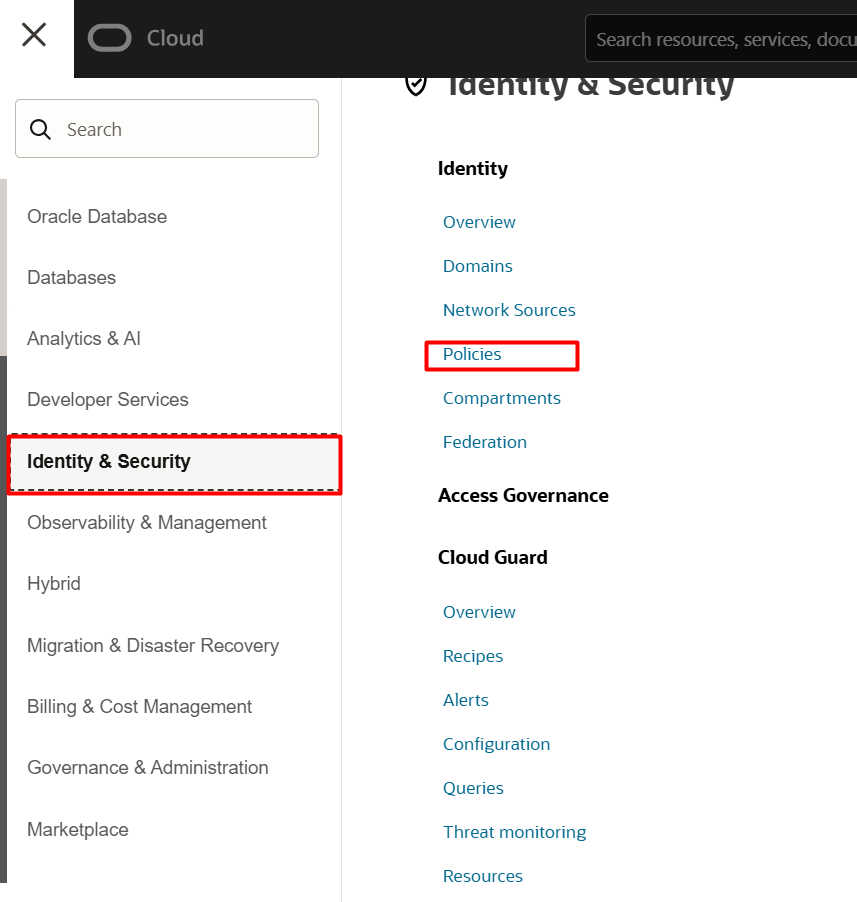 Cloud
Search resources, services, docu
Search
Oracle Database
Databases
Analytics & AI
Developer Services
Identity & Security
Observability & Management
Hybrid
Migration & Disaster Recovery
Billing & Cost Management
Governance & Administration
Marketplace
Identity & Security
Identity
Overview
Domains
Network Sources
Policies
Compartments
Federation
Access Governance
Cloud Guard
Overview
Recipes
Alerts
Configuration
Queries
Threat monitoring
Resources